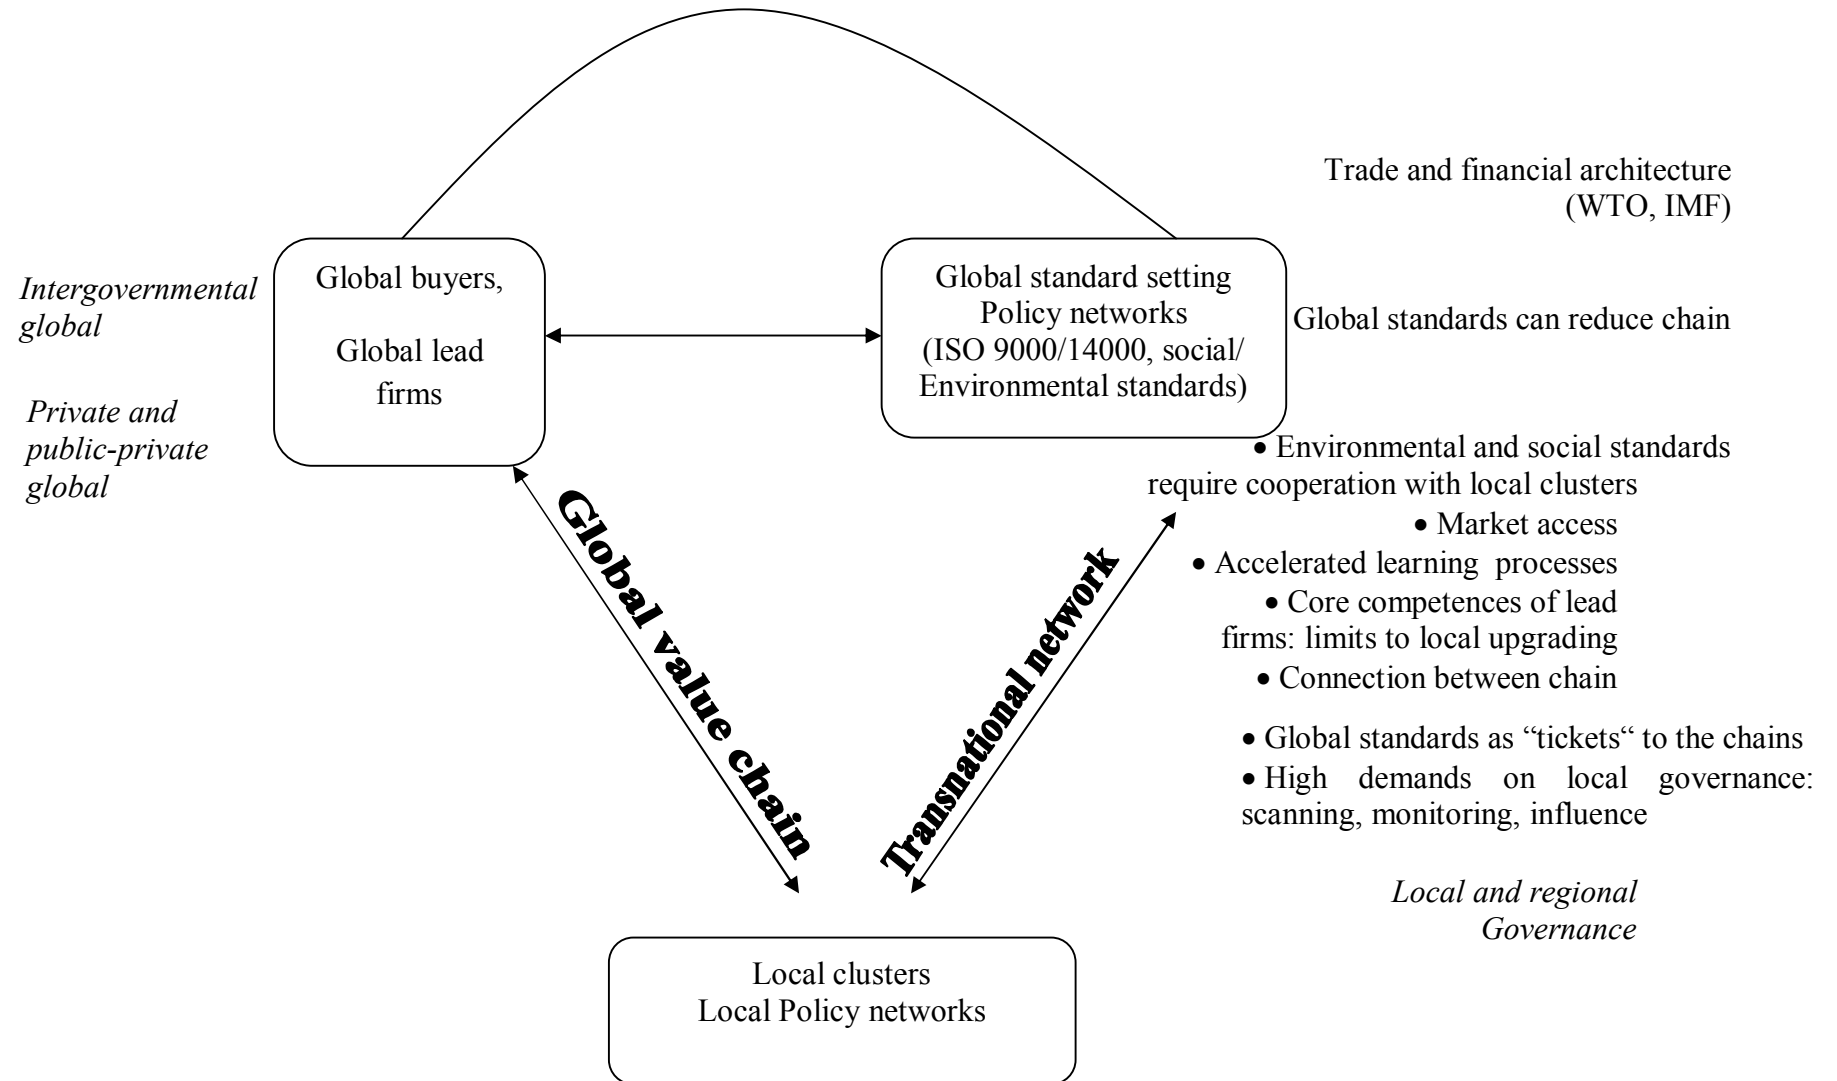 Trade and financial architecture
(WTO, IMF)
Intergovernmental
global
Private and
public-private
global
Global buyers,
Global lead
firms
Global standard setting
Policy networks
(ISO 9000/14000, social/
Environmental standards)
Global standards can reduce chain
• Environmental and social standards
require cooperation with local clusters
• Market access
• Accelerated learning processes
• Core competences of lead
firms: limits to local upgrading
• Connection between chain
• Global standards as “tickets“ to the chains
• High demands on local governance:
scanning, monitoring, influence
Global value chain
Transnational network
Local and regional
Governance
Local clusters
Local Policy networks